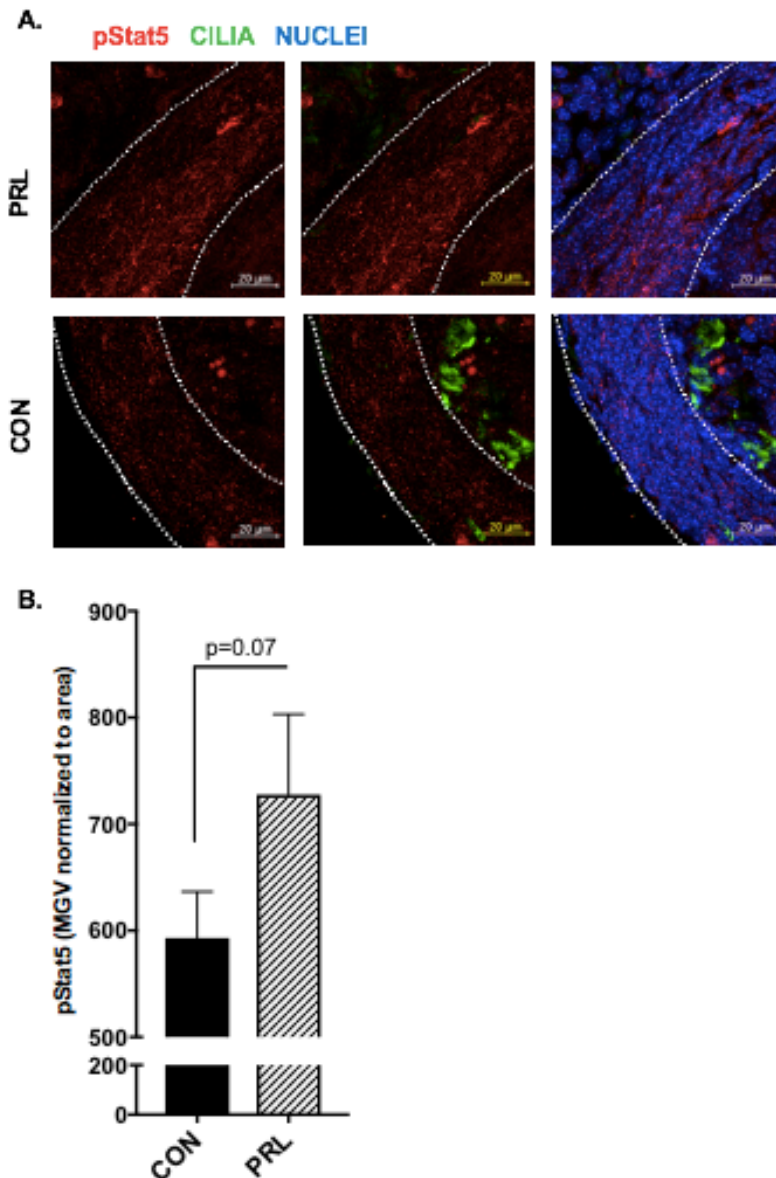 A.
pStat5 CILIA NUCLEI
PRL
20 µm
20 µm
20 µm
CON
20 µm
20 µm
20 µm
B.
pStat5 (MGV normalized to area)
900
800
700
600
500
200
0
p=0.07
CON
PRL